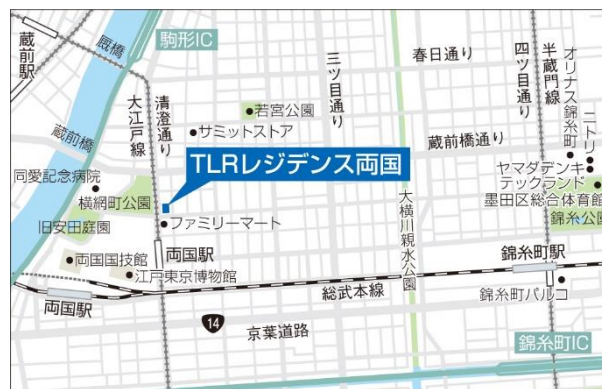 蔵前駅
厩橋
駒形IC
大江戸線
清澄通り
三ツ目通り
春日通り
四ツ目通り
半蔵門線
オリナス錦糸町
ニトリ
若宮公園
サミットストア
蔵前橋
蔵前橋通り
TLRレジデンス両国
同愛記念病院
横網町公園
ファミリーマート
旧安田庭園
ヤマダデンキ
テックランド
墨田区総合体育館
錦糸公園
大横川親水公園
両国国技館
両国駅
江戸東京博物館
錦糸町駅
総武本線
両国駅
錦糸町パルコ
14
京葉道路
錦糸町IC